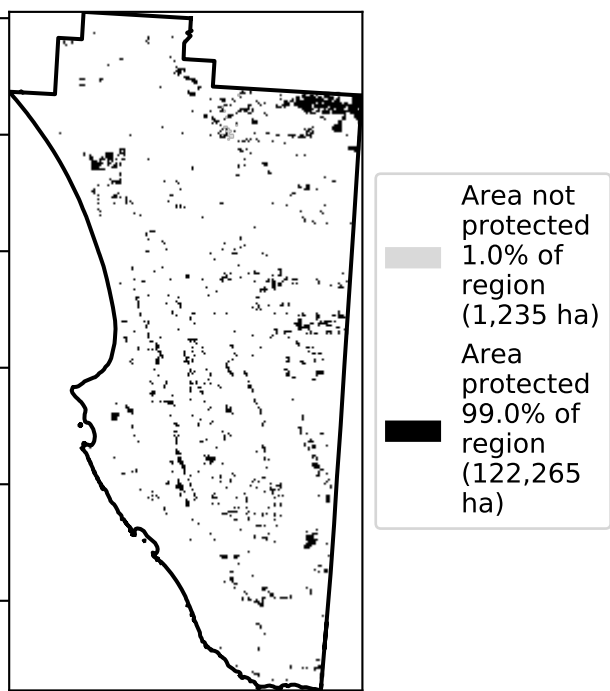 Area not
protected
1.0% of
region
(1,235 ha)
Area
protected
99.0% of
region
(122,265
ha)